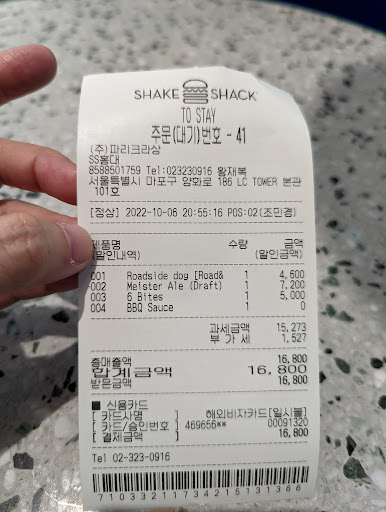 SHAKE SHACK
TO STAY
주문(대기)번호 - 41
(주)파리크라상
SS홍대
8588501759 Tel:023230916 황재복
서울특별시 마포구 양화로 186 LC TOWER 본관
101호
[정상] 2022-10-06 20:55:16 POS:02(조민경)
제품명 수량 금액
(할인내역) (할인금액)
001 Roadside dog [Road& 1 4,600
002 Meister Ale (Draft) 1 7,200
003 6 Bites 1 5,000
004 BBQ Sauce 1 0
과세금액 15,273
부 가 세 1,527
총매출액 16,800
합계금액 16,800
받은금액 16,800
■ 신용카드
[ 카드사명 ] 해외비자카드[일시불]
[ 카드/승인번호 ] 469656** 00091320
[ 결제금액 ] 16,800
Tel 02-323-0916
7103321173421513136 6